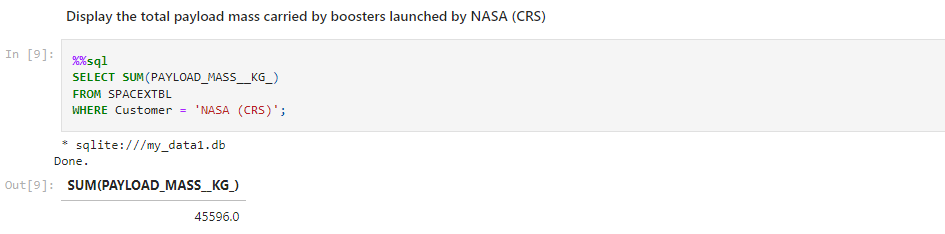 Display the total payload mass carried by boosters launched by NASA (CRS)
In [9]:
%%sql
SELECT SUM(PAYLOAD_MASS__KG_)
FROM SPACEXTBL
WHERE Customer = 'NASA (CRS)';
* sqlite:///my_data1.db
Done.
Out[9]:
SUM(PAYLOAD_MASS__KG_)
45596.0